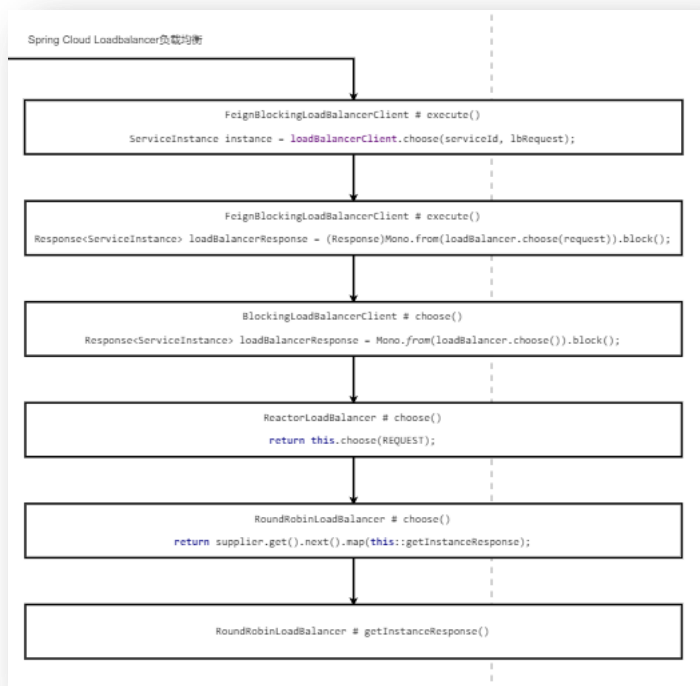 Spring Cloud Loadbalancer负载均衡
FeignBlockingLoadBalancerClient # execute()
ServiceInstance instance = loadBalancerClient.choose(serviceId, lbRequest);
FeignBlockingLoadBalancerClient # execute()
Response<ServiceInstance> loadBalancerResponse = (Response)Mono.from(loadBalancer.choose(request)).block();
BlockingLoadBalancerClient # choose()
Response<ServiceInstance> loadBalancerResponse = Mono.from(loadBalancer.choose()).block();
ReactorLoadBalancer # choose()
return this.choose(REQUEST);
RoundRobinLoadBalancer # choose()
return supplier.get().next().map(this::getInstanceResponse);
RoundRobinLoadBalancer # getInstanceResponse()